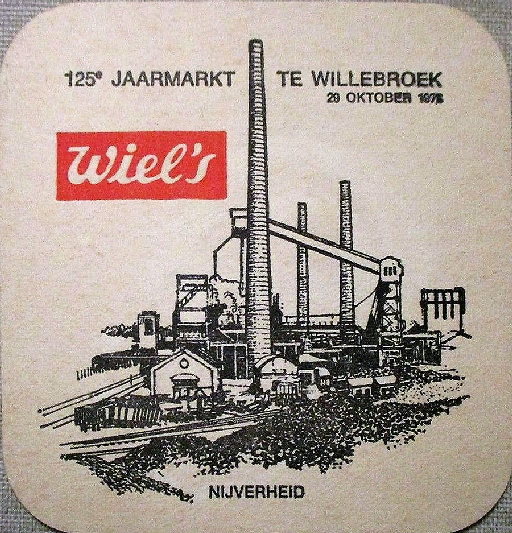 125e JAARMARKT TE WILLEBROEK
29 OKTOBER
Wiel's
NIJVERHEID